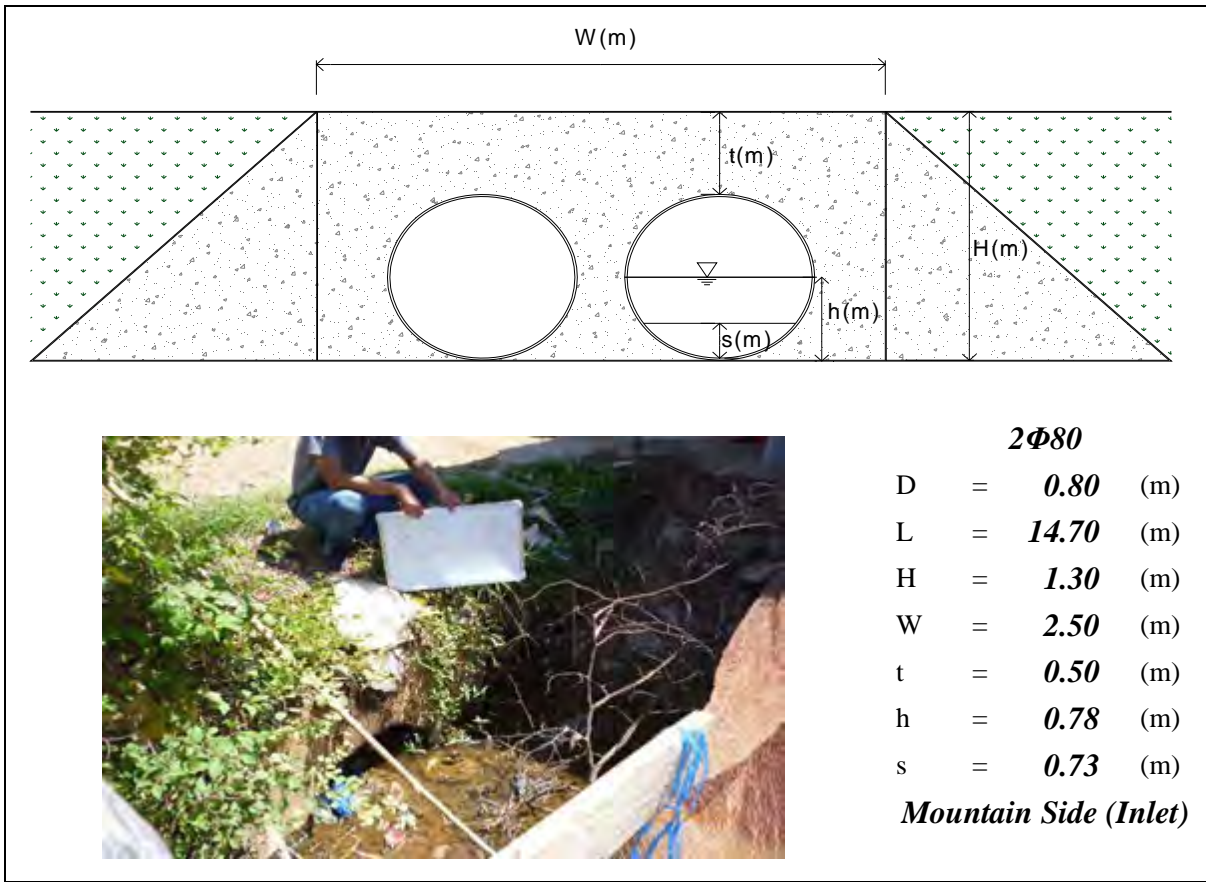 W(m)
t(m)
H(m)
h(m)
s(m)
2Φ80
D = 0.80 (m)
L = 14.70 (m)
H = 1.30 (m)
W = 2.50 (m)
t = 0.50 (m)
h = 0.78 (m)
s = 0.73 (m)
Mountain Side (Inlet)